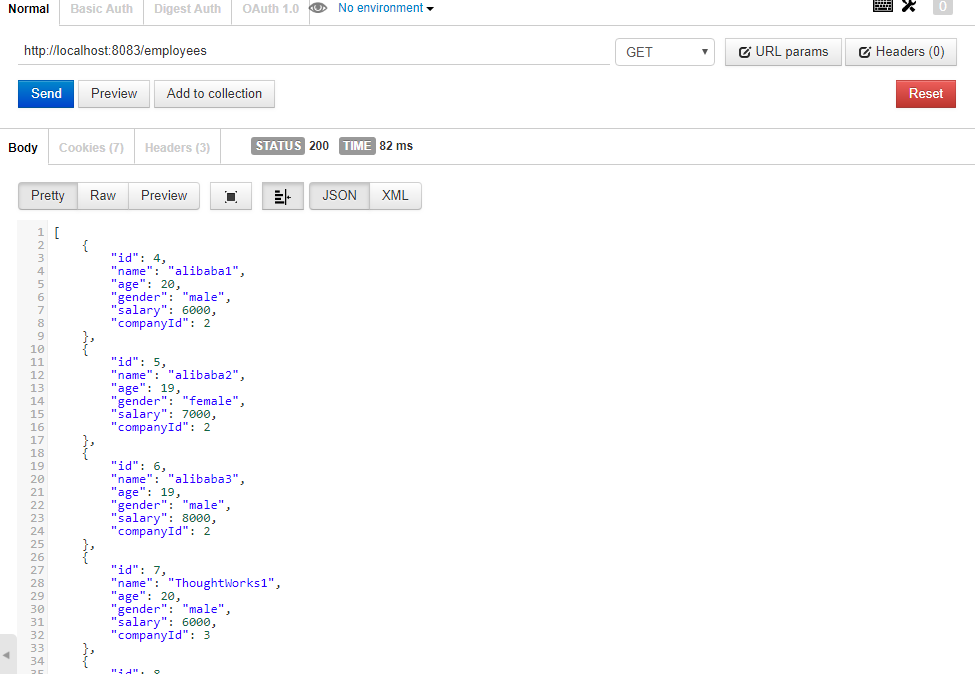 Normal Basic Auth Digest Auth OAuth 1.0 No environment 0
http://localhost:8083/employees GET URL params Headers (0)
Send Preview Add to collection Reset
Body Cookies (7) Headers (3) STATUS 200 TIME 82 ms
Pretty Raw Preview JSON XML
1 [
2 {
3 "id": 4,
4 "name": "alibaba1",
5 "age": 20,
6 "gender": "male",
7 "salary": 6000,
8 "companyId": 2
9 },
10 {
11 "id": 5,
12 "name": "alibaba2",
13 "age": 19,
14 "gender": "female",
15 "salary": 7000,
16 "companyId": 2
17 },
18 {
19 "id": 6,
20 "name": "alibaba3",
21 "age": 19,
22 "gender": "male",
23 "salary": 8000,
24 "companyId": 2
25 },
26 {
27 "id": 7,
28 "name": "ThoughtWorks1",
29 "age": 20,
30 "gender": "male",
31 "salary": 6000,
32 "companyId": 3
33 },
34 {
35 "id": 8